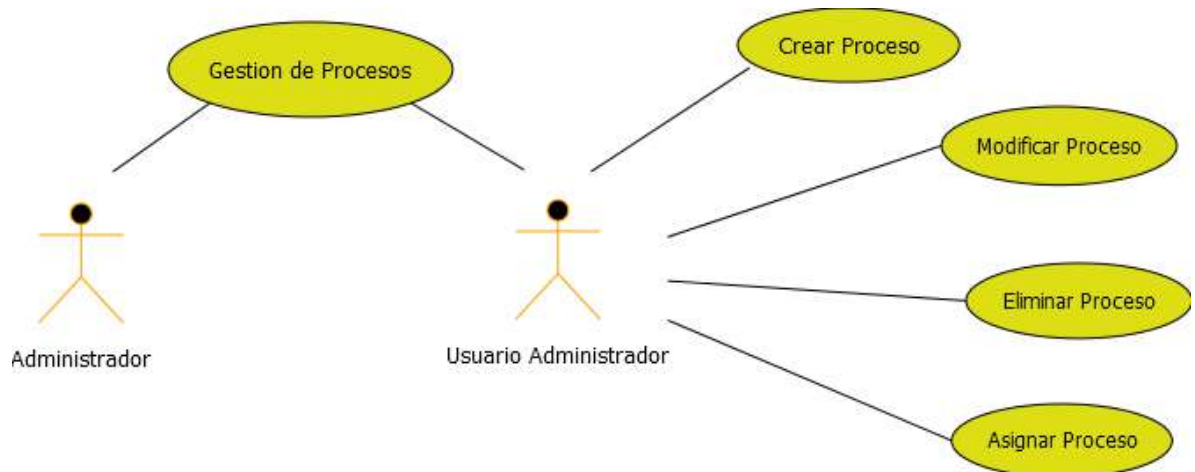 Crear Proceso
Gestion de Procesos
Modificar Proceso
Eliminar Proceso
Administrador
Usuario Administrador
Asignar Proceso